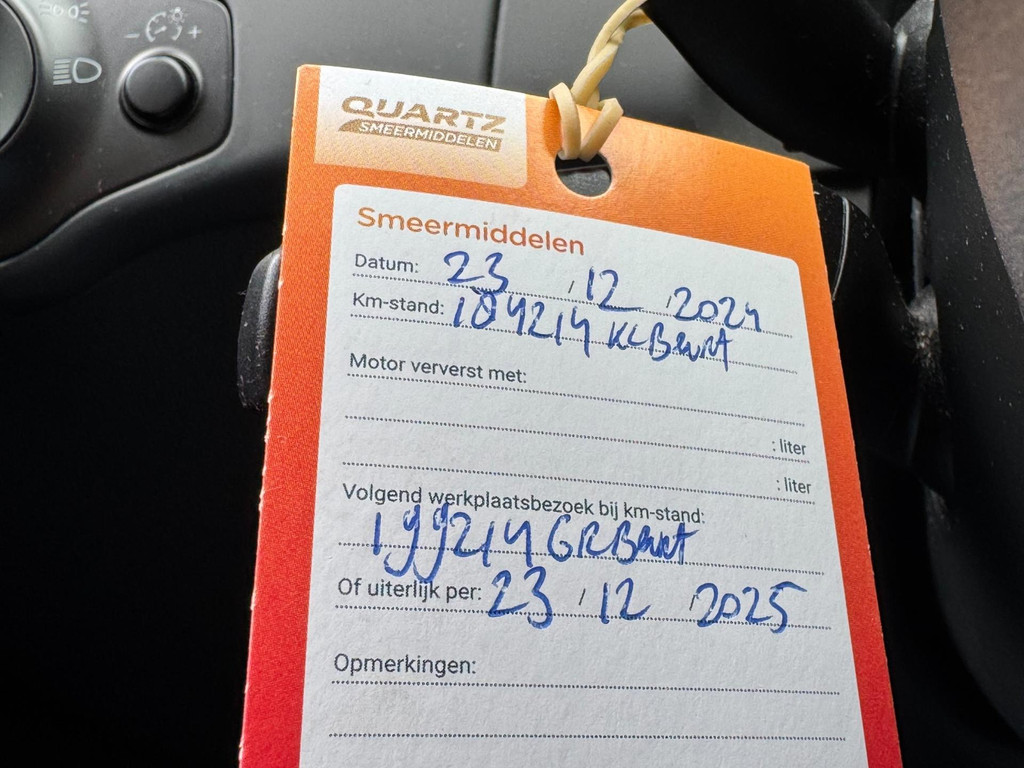 QUARTZ
SMEERMIDDELEN
Smeermiddelen
Datum: 23 / 12 / 2024
Km-stand: 184214 KLBeurt
Motor ververst met:
: liter
: liter
Volgend werkplaatsbezoek bij km-stand:
199214 GRBeurt
Of uiterlijk per: 23 / 12 / 2025
Opmerkingen: